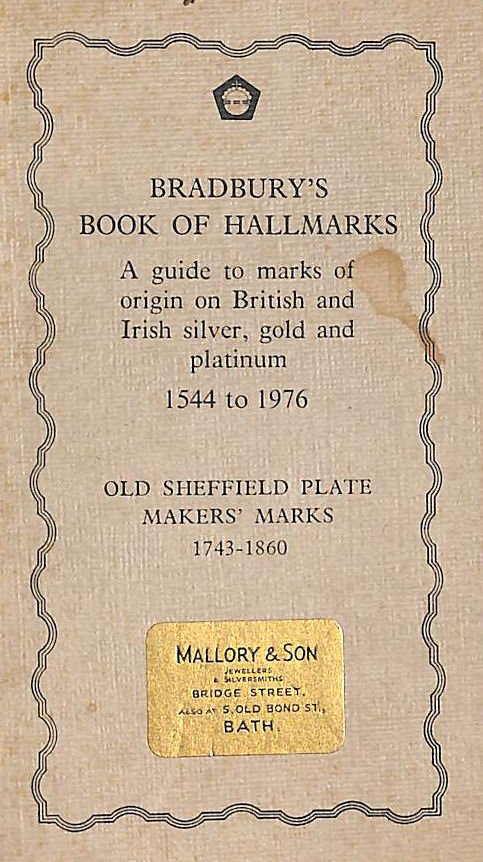 BRADBURY'S
BOOK OF HALLMARKS
A guide to marks of
origin on British and
Irish silver, gold and
platinum
1544 to 1976
OLD SHEFFIELD PLATE
MAKERS' MARKS
1743-1860
MALLORY & SON
JEWELLERS
& SILVERSMITHS
BRIDGE STREET,
ALSO AT 5, OLD BOND ST.,
BATH.